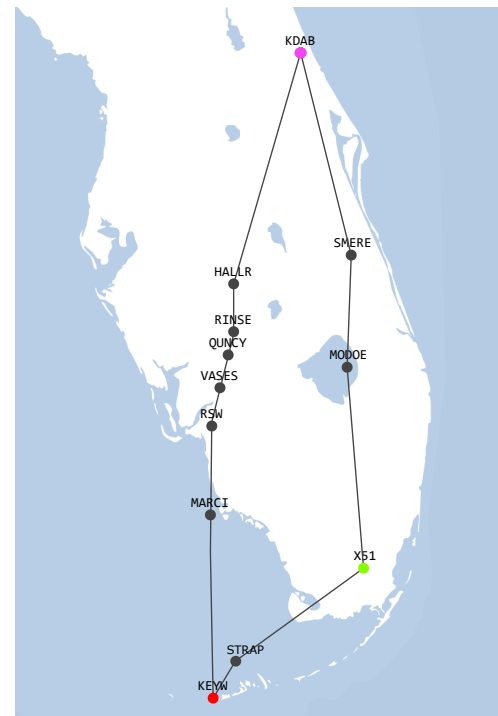 KDAB
SMERE
HALLR
RINSE
QUNCY
MODOE
VASES
RSW
MARCI
X51
STRAP
KEYW